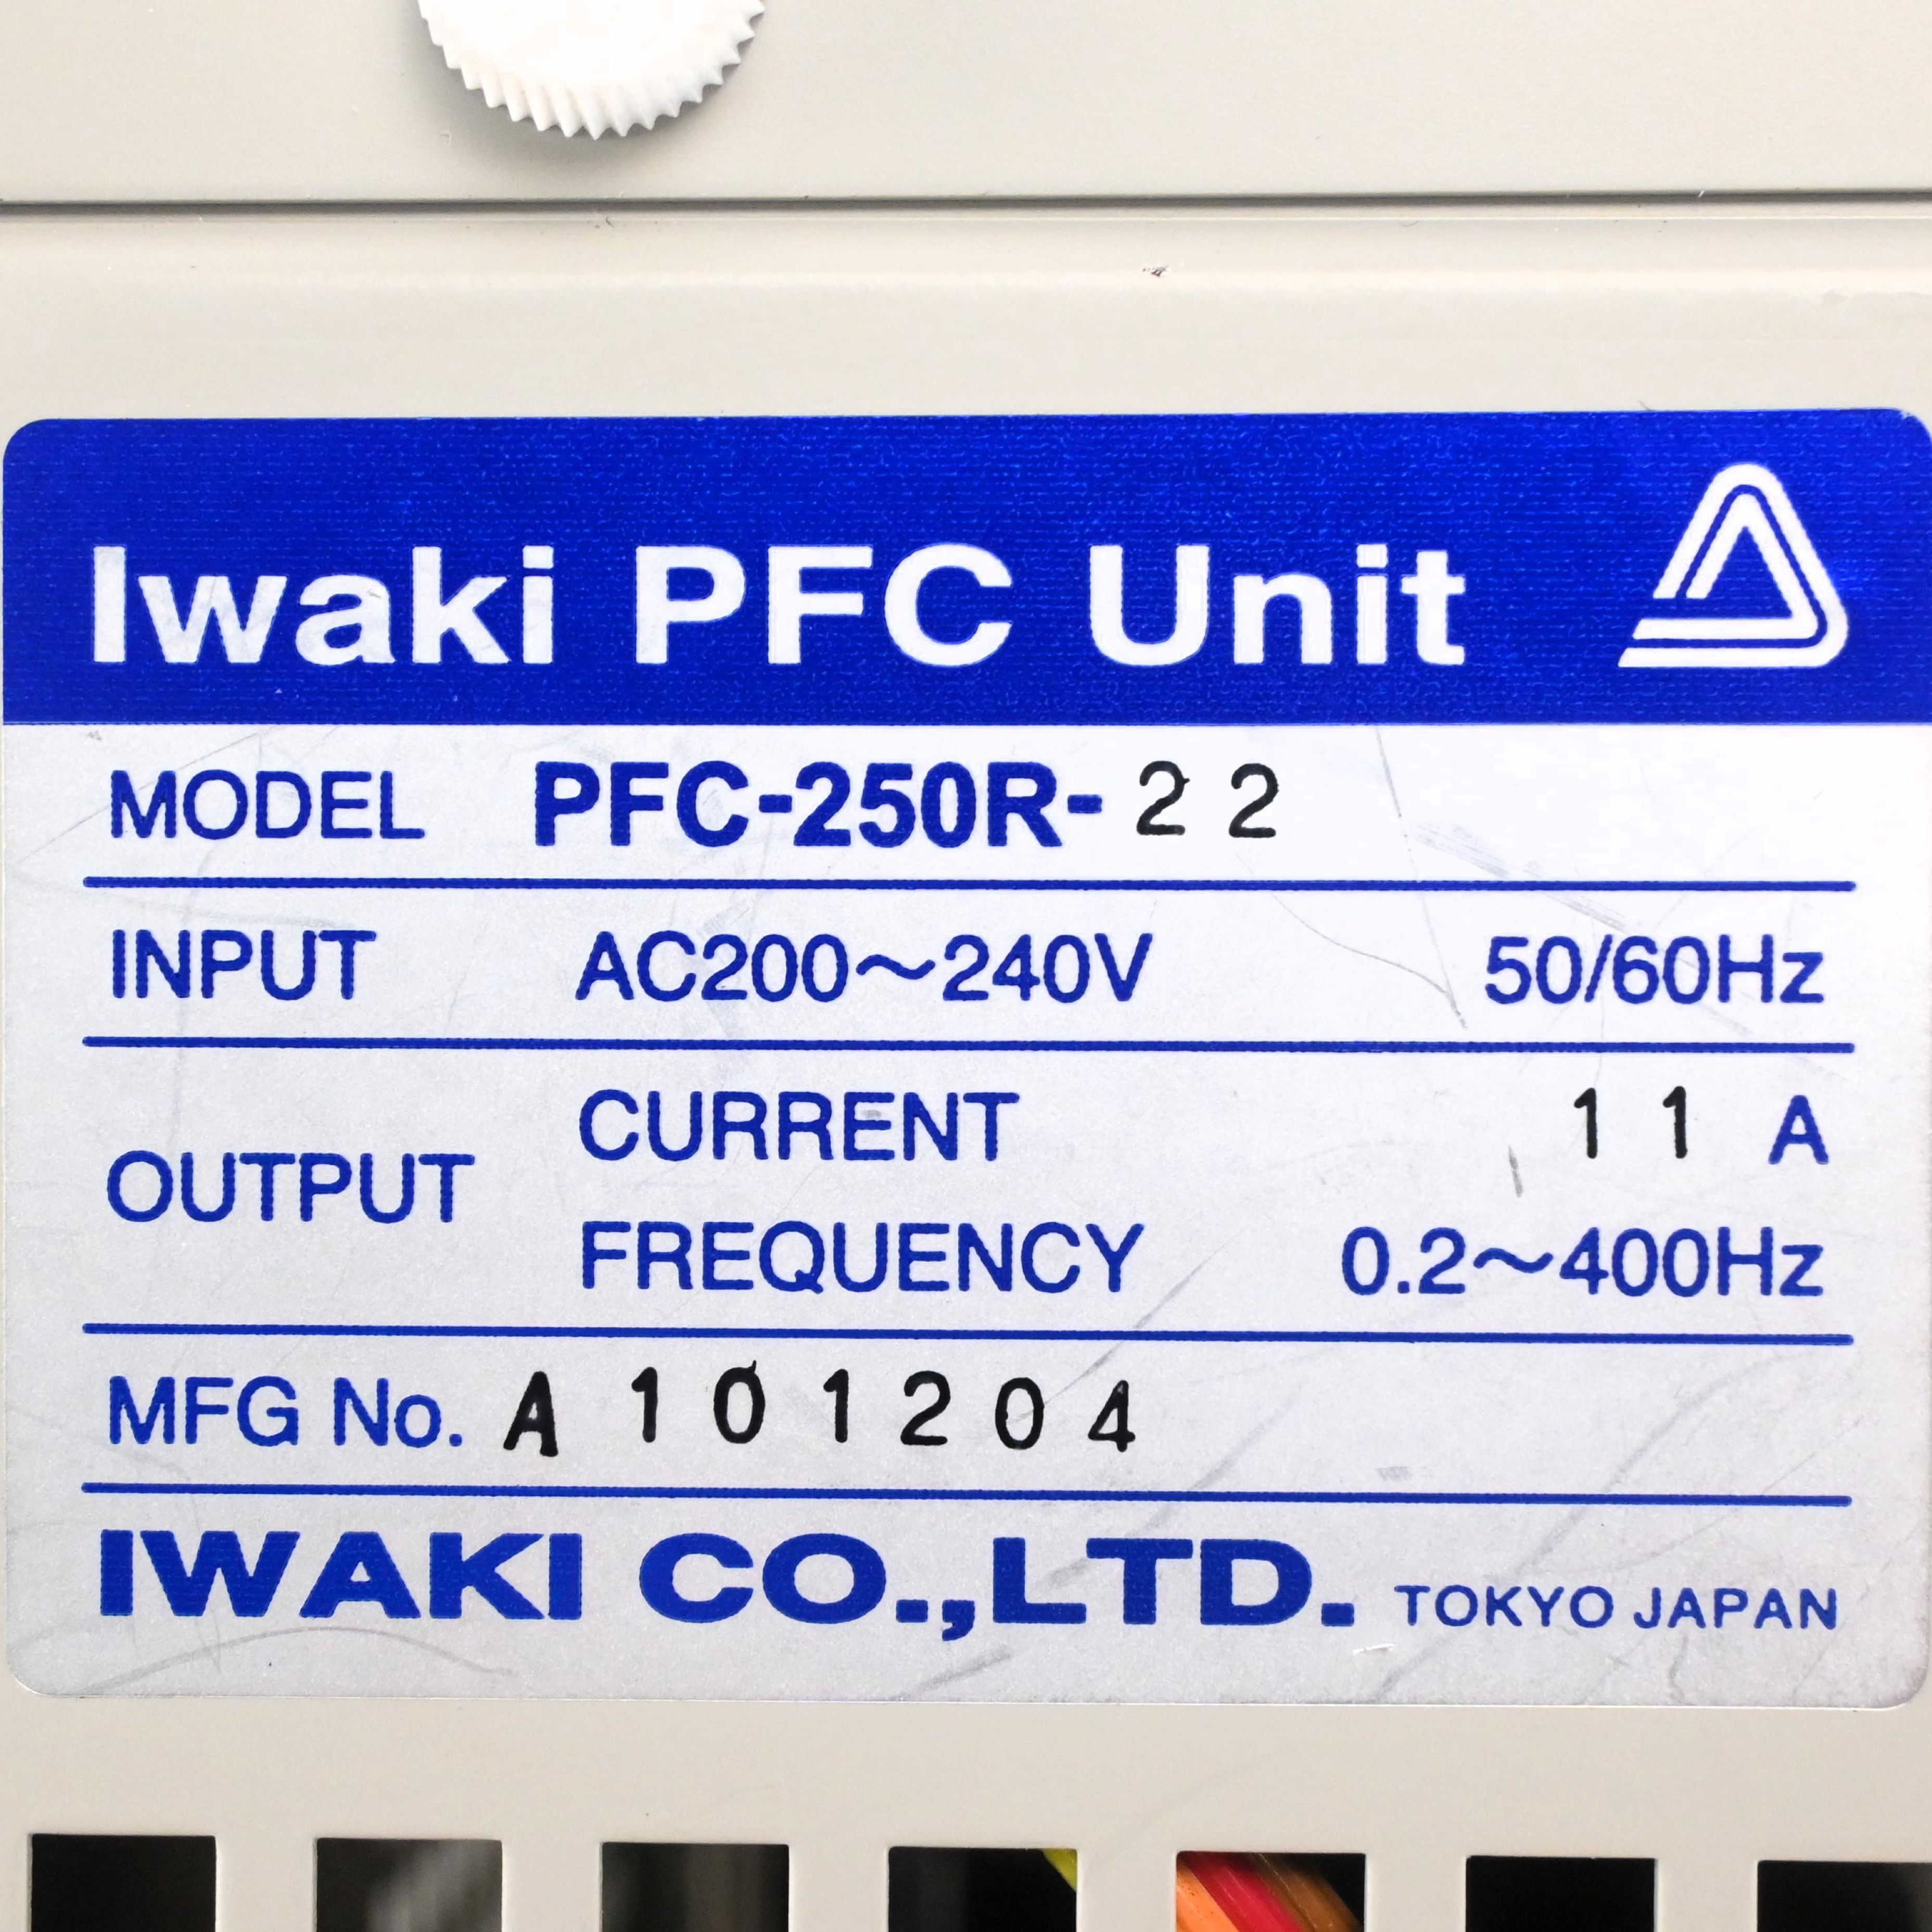 Iwaki PFC Unit
MODEL PFC-250R-22
INPUT AC200～240V 50/60Hz
OUTPUT CURRENT 11 A
FREQUENCY 0.2～400Hz
MFG No. A101204
IWAKI CO.,LTD. TOKYO JAPAN